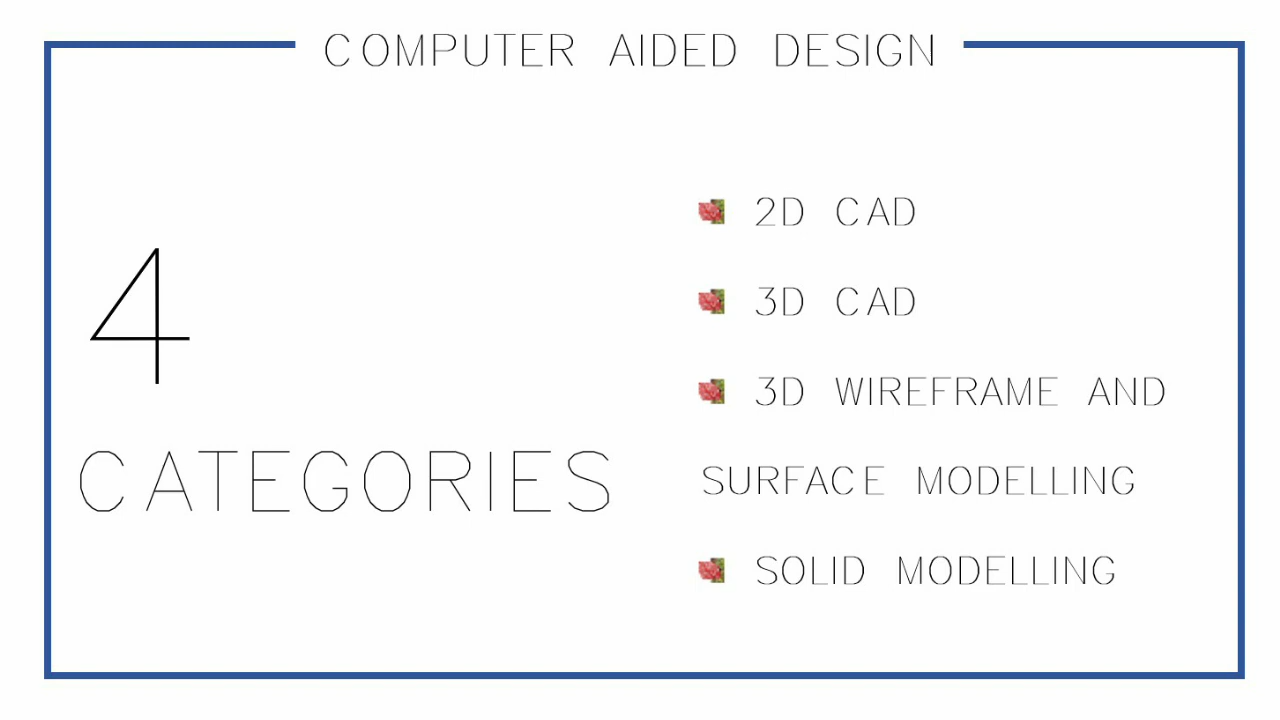 COMPUTER AIDED DESIGN
4
CATEGORIES
2D CAD
3D CAD
3D WIREFRAME AND
SURFACE MODELLING
SOLID MODELLING